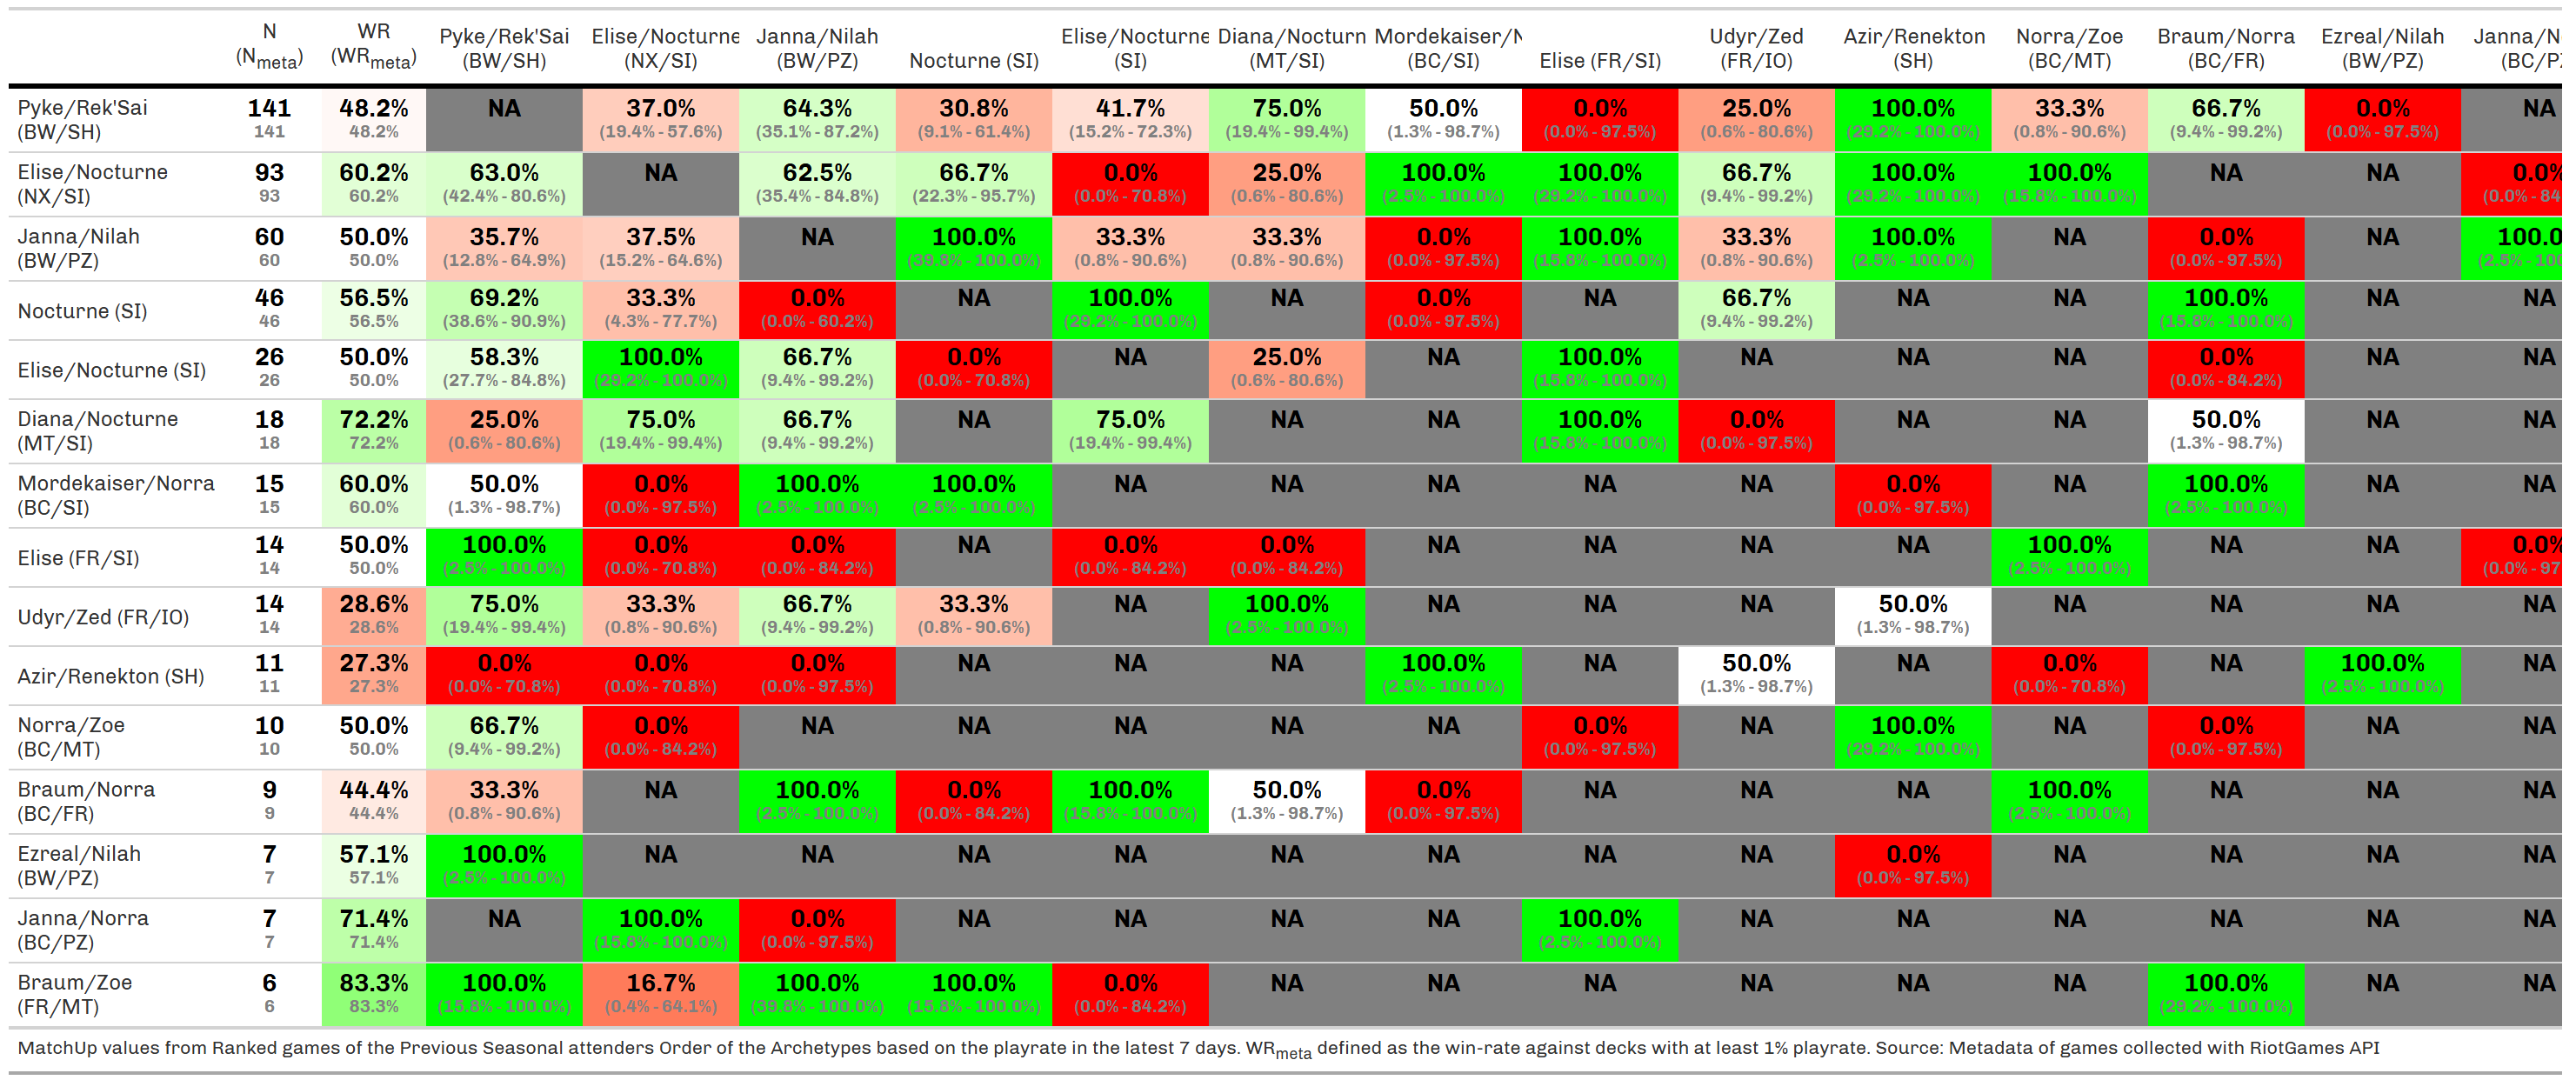 N WR Pyke/Rek'Sai Elise/Nocturne Janna/Nilah Nocturne (SI) Elise/Nocturne Diana/Nocturn Mordekaiser/N Elise (FR/SI) Udyr/Zed Azir/Renekton Norra/Zoe Braum/Norra Ezreal/Nilah Janna/N
(Nmeta) (WRmeta) (BW/SH) (NX/SI) (BW/PZ) (SI) (MT/SI) (BC/SI) (FR/IO) (SH) (BC/MT) (BC/FR) (BW/PZ) (BC/P
Pyke/Rek'Sai 141 48.2% NA 37.0% 64.3% 30.8% 41.7% 75.0% 50.0% 0.0% 25.0% 100.0% 33.3% 66.7% 0.0% NA
(BW/SH) 141 48.2% (19.4% - 57.6%) (35.1% - 87.2%) (9.1% - 61.4%) (15.2% - 72.3%) (19.4% - 99.4%) (1.3% - 98.7%) (0.0% - 97.5%) (0.6% - 80.6%) (29.2% - 100.0%) (0.8% - 90.6%) (9.4% - 99.2%) (0.0% - 97.5%)
Elise/Nocturne 93 60.2% 63.0% NA 62.5% 66.7% 0.0% 25.0% 100.0% 100.0% 66.7% 100.0% 100.0% NA NA 0.0%
(NX/SI) 93 60.2% (42.4% - 80.6%) (35.4% - 84.8%) (22.3% - 95.7%) (0.0% - 70.8%) (0.6% - 80.6%) (2.5% - 100.0%) (29.2% - 100.0%) (9.4% - 99.2%) (29.2% - 100.0%) (15.8% - 100.0%) (0.0% - 84
Janna/Nilah 60 50.0% 35.7% 37.5% NA 100.0% 33.3% 33.3% 0.0% 100.0% 33.3% 100.0% NA 0.0% NA 100.0
(BW/PZ) 60 50.0% (12.8% - 64.9%) (15.2% - 64.6%) (39.8% - 100.0%) (0.8% - 90.6%) (0.8% - 90.6%) (0.0% - 97.5%) (15.8% - 100.0%) (0.8% - 90.6%) (2.5% - 100.0%) (0.0% - 97.5%) (2.5% - 100
Nocturne (SI) 46 56.5% 69.2% 33.3% 0.0% NA 100.0% NA 0.0% NA 66.7% NA NA 100.0% NA NA
46 56.5% (38.6% - 90.9%) (4.3% - 77.7%) (0.0% - 60.2%) (29.2% - 100.0%) (0.0% - 97.5%) (9.4% - 99.2%) (15.8% - 100.0%)
Elise/Nocturne (SI) 26 50.0% 58.3% 100.0% 66.7% 0.0% NA 25.0% NA 100.0% NA NA NA 0.0% NA NA
26 50.0% (27.7% - 84.8%) (29.2% - 100.0%) (9.4% - 99.2%) (0.0% - 70.8%) (0.6% - 80.6%) (15.8% - 100.0%) (0.0% - 84.2%)
Diana/Nocturne 18 72.2% 25.0% 75.0% 66.7% NA 75.0% NA NA 100.0% 0.0% NA NA 50.0% NA NA
(MT/SI) 18 72.2% (0.6% - 80.6%) (19.4% - 99.4%) (9.4% - 99.2%) (19.4% - 99.4%) (15.8% - 100.0%) (0.0% - 97.5%) (1.3% - 98.7%)
Mordekaiser/Norra 15 60.0% 50.0% 0.0% 100.0% 100.0% NA NA NA NA NA 0.0% NA 100.0% NA NA
(BC/SI) 15 60.0% (1.3% - 98.7%) (0.0% - 97.5%) (2.5% - 100.0%) (2.5% - 100.0%) (0.0% - 97.5%) (2.5% - 100.0%)
Elise (FR/SI) 14 50.0% 100.0% 0.0% 0.0% NA 0.0% 0.0% NA NA NA NA 100.0% NA NA 0.0%
14 50.0% (2.5% - 100.0%) (0.0% - 70.8%) (0.0% - 84.2%) (0.0% - 84.2%) (0.0% - 84.2%) (2.5% - 100.0%) (0.0% - 97
Udyr/Zed (FR/IO) 14 28.6% 75.0% 33.3% 66.7% 33.3% NA 100.0% NA NA NA 50.0% NA NA NA NA
14 28.6% (19.4% - 99.4%) (0.8% - 90.6%) (9.4% - 99.2%) (0.8% - 90.6%) (2.5% - 100.0%) (1.3% - 98.7%)
Azir/Renekton (SH) 11 27.3% 0.0% 0.0% 0.0% NA NA NA 100.0% NA 50.0% NA 0.0% NA 100.0% NA
11 27.3% (0.0% - 70.8%) (0.0% - 70.8%) (0.0% - 97.5%) (2.5% - 100.0%) (1.3% - 98.7%) (0.0% - 70.8%) (2.5% - 100.0%)
Norra/Zoe 10 50.0% 66.7% 0.0% NA NA NA NA NA 0.0% NA 100.0% NA 0.0% NA NA
(BC/MT) 10 50.0% (9.4% - 99.2%) (0.0% - 84.2%) (0.0% - 97.5%) (29.2% - 100.0%) (0.0% - 97.5%)
Braum/Norra 9 44.4% 33.3% NA 100.0% 0.0% 100.0% 50.0% 0.0% NA NA NA 100.0% NA NA NA
(BC/FR) 9 44.4% (0.8% - 90.6%) (2.5% - 100.0%) (0.0% - 84.2%) (15.8% - 100.0%) (1.3% - 98.7%) (0.0% - 97.5%) (2.5% - 100.0%)
Ezreal/Nilah 7 57.1% 100.0% NA NA NA NA NA NA NA NA 0.0% NA NA NA NA
(BW/PZ) 7 57.1% (2.5% - 100.0%) (0.0% - 97.5%)
Janna/Norra 7 71.4% NA 100.0% 0.0% NA NA NA NA 100.0% NA NA NA NA NA NA
(BC/PZ) 7 71.4% (15.8% - 100.0%) (0.0% - 97.5%) (2.5% - 100.0%)
Braum/Zoe 6 83.3% 100.0% 16.7% 100.0% 100.0% 0.0% NA NA NA NA NA NA 100.0% NA NA
(FR/MT) 6 83.3% (15.8% - 100.0%) (0.4% - 64.1%) (39.8% - 100.0%) (15.8% - 100.0%) (0.0% - 84.2%) (29.2% - 100.0%)
MatchUp values from Ranked games of the Previous Seasonal attenders Order of the Archetypes based on the playrate in the latest 7 days. WRmeta defined as the win-rate against decks with at least 1% playrate. Source: Metadata of games collected with RiotGames API